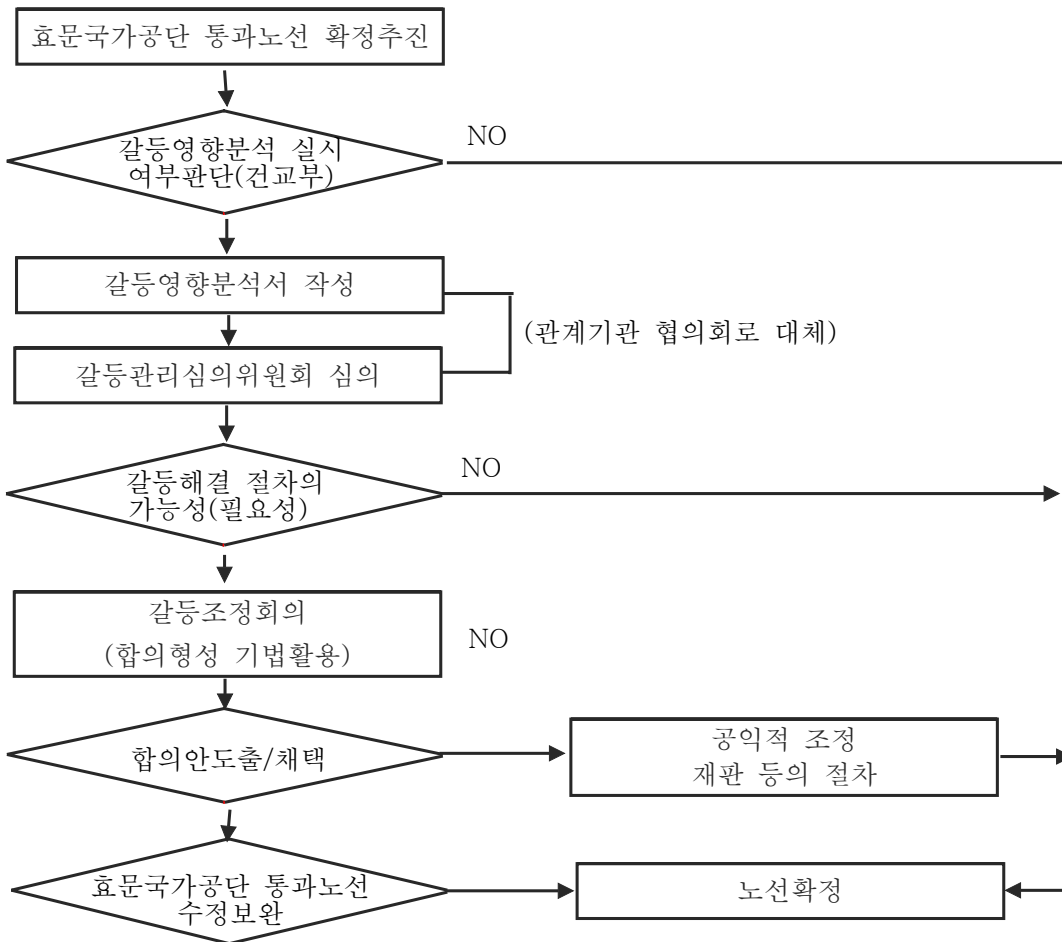 효문국가공단 통과노선 확정추진
NO
갈등영향분석 실시
여부판단(건교부)
갈등영향분석서 작성
(관계기관 협의회로 대체)
갈등관리심의위원회 심의
NO
갈등해결 절차의
가능성(필요성)
갈등조정회의
(합의형성 기법활용)
NO
합의안도출/채택
공익적 조정
재판 등의 절차
효문국가공단 통과노선
수정보완
노선확정